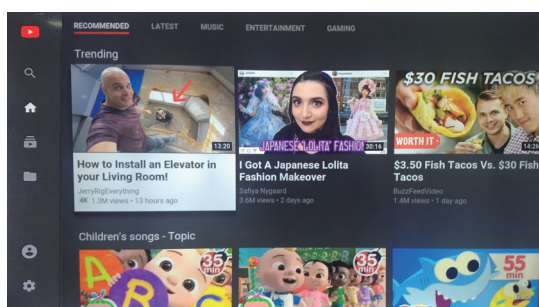 RECOMMENDED LATEST MUSIC ENTERTAINMENT GAMING
Trending
13:20
How to Install an Elevator in
your Living Room!
JerryRigEverything
4K 1.3M views • 13 hours ago
JAPANESE 'LOLITA' FASHION
30:16
I Got A Japanese Lolita
Fashion Makeover
Safiya Nygaard
3.6M views • 2 days ago
$30 FISH TACOS
WORTH IT
14:26
$3.50 Fish Tacos Vs. $30 Fish
Tacos
BuzzFeedVideo
1.4M views • 1 day ago
Children's songs - Topic
A B
35
min
35
min
55
min